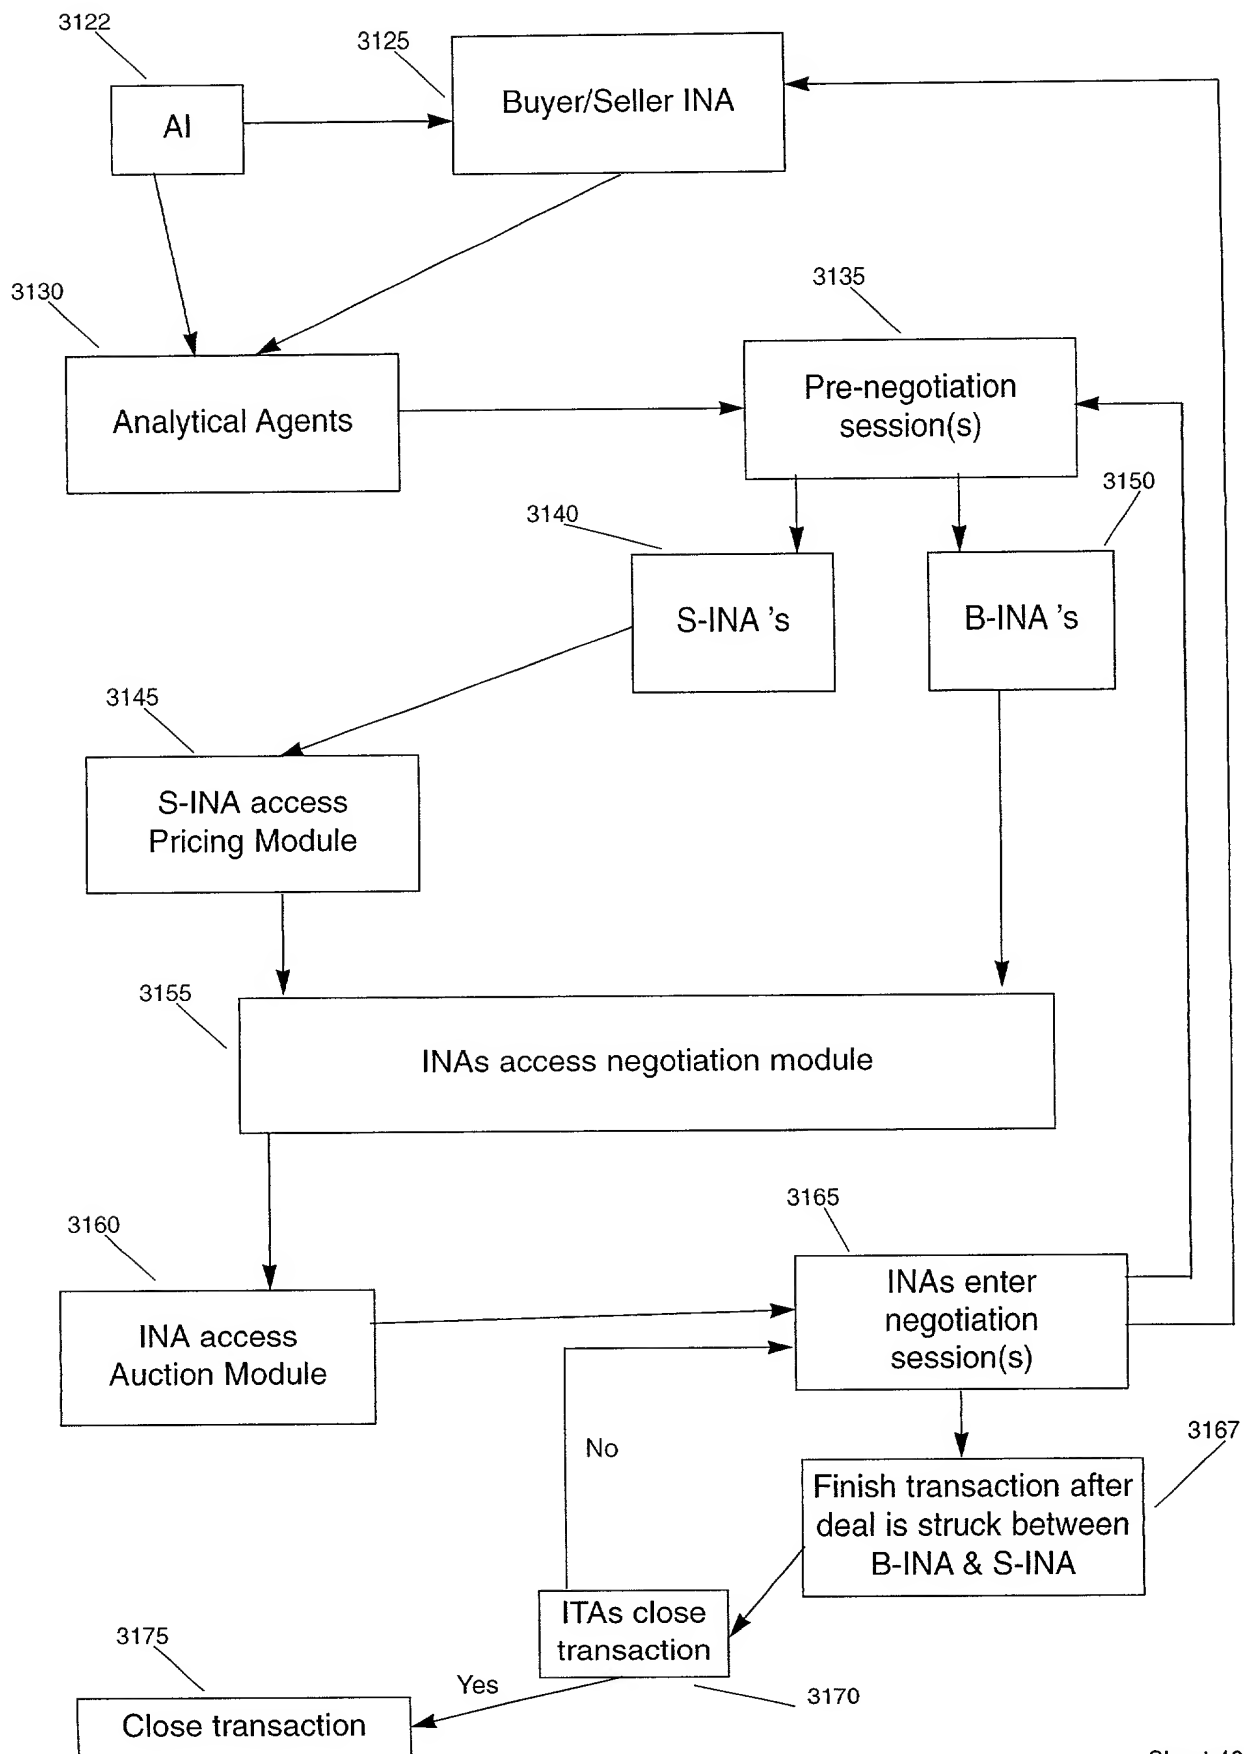 3122
3125
AI
Buyer/Seller INA
3130
3135
Analytical Agents
Pre-negotiation
session(s)
3140
3150
S-INA 's
B-INA 's
3145
S-INA access
Pricing Module
3155
INAs access negotiation module
3160
3165
INA access
Auction Module
INAs enter
negotiation
session(s)
No
3167
Finish transaction after
deal is struck between
B-INA & S-INA
ITAs close
transaction
3170
3175
Yes
Close transaction